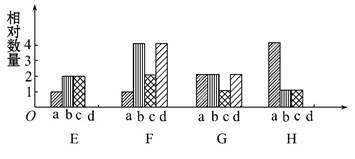 相对数量
4
3
2
1
O a b c d a b c d a b c d a b c d
E F G H